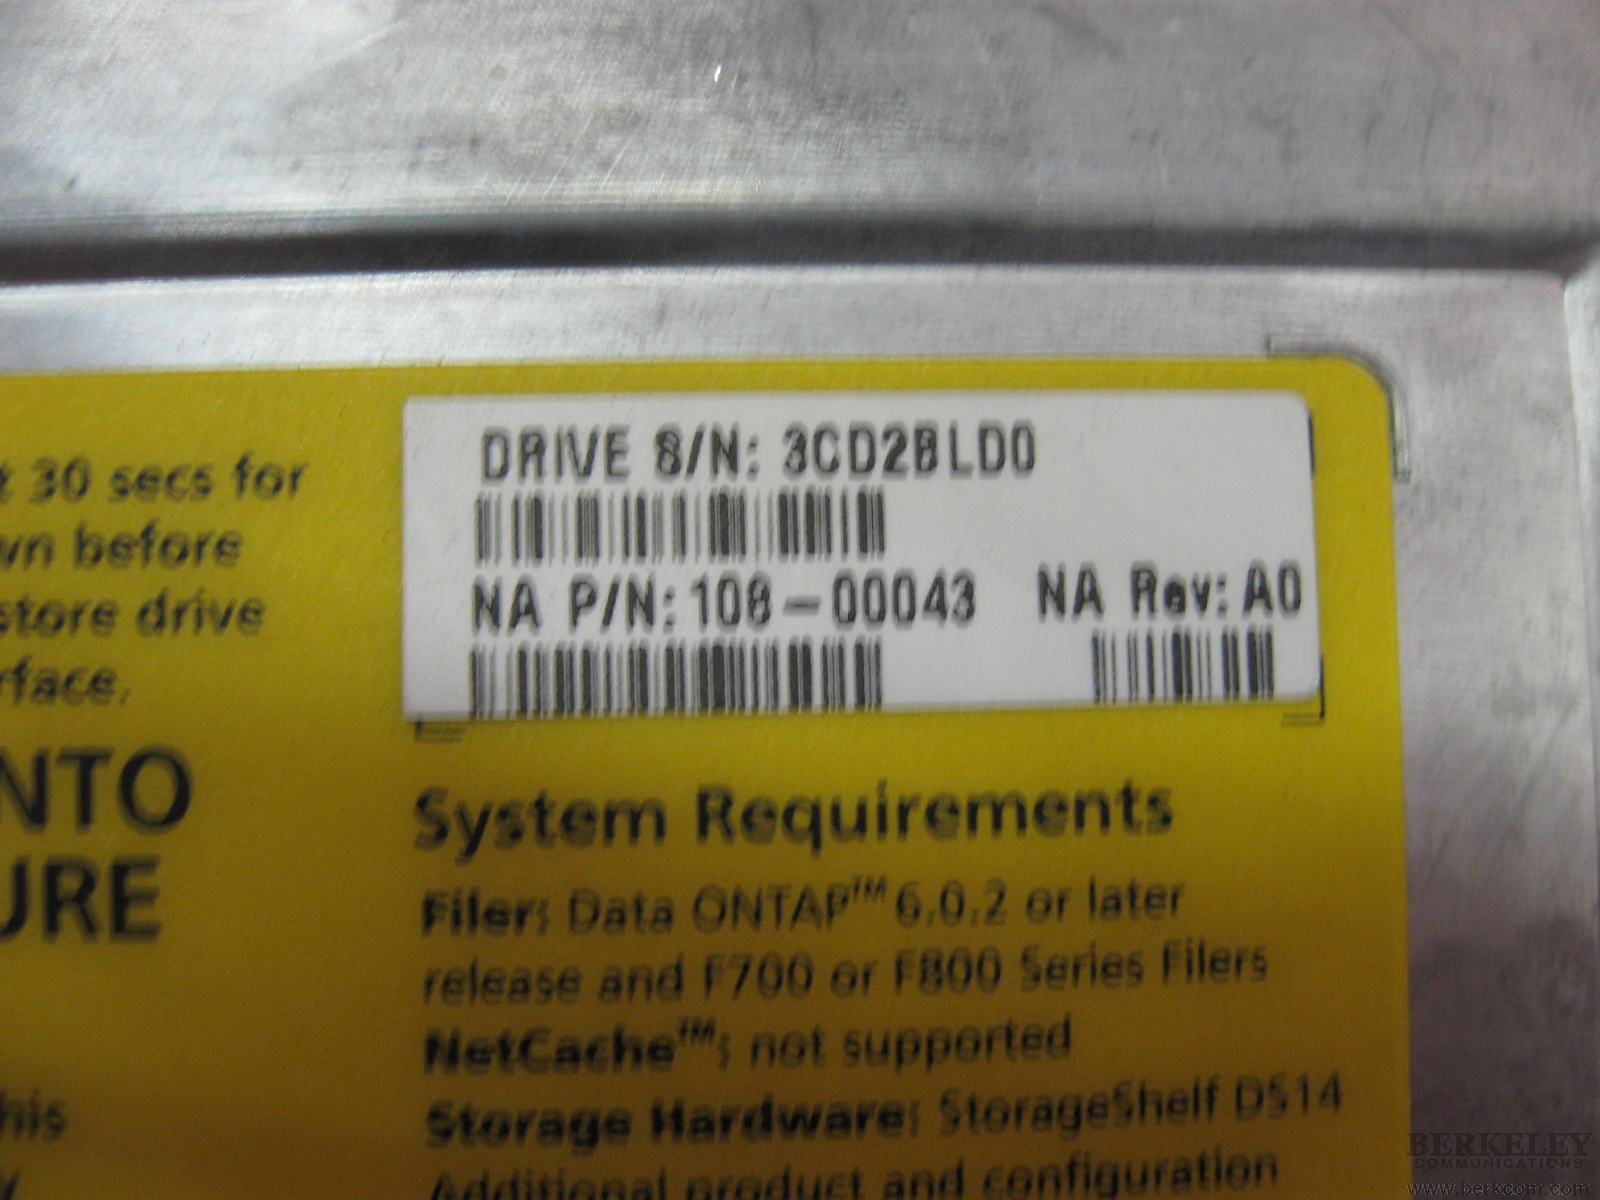 t 30 secs for
wn before
store drive
rface.
NTO
URE
his
y
DRIVE S/N: 3CD2BLD0
NA P/N: 108-00043 NA Rev: A0
System Requirements
Filer: Data ONTAP™ 6.0.2 or later
release and F700 or F800 Series Filers
NetCache™: not supported
Storage Hardware: StorageShelf DS14
Additional product and configuration
BERKELEY
COMMUNICATIONS
www.berkcom.com